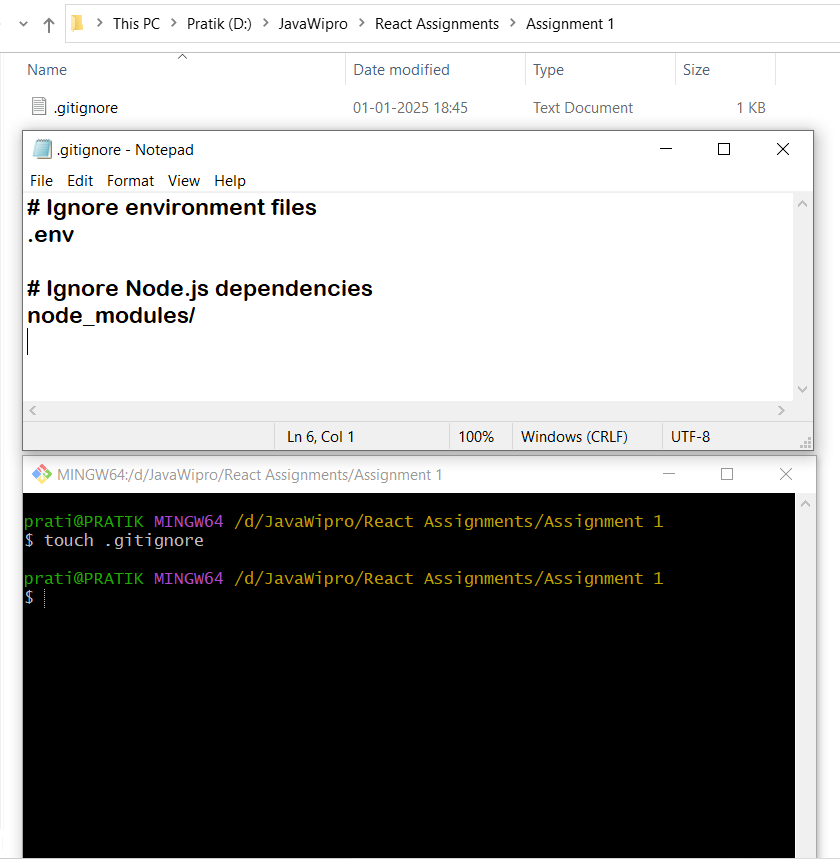 This PC > Pratik (D:) > JavaWipro > React Assignments > Assignment 1
Name Date modified Type Size
.gitignore 01-01-2025 18:45 Text Document 1 KB
.gitignore - Notepad
File Edit Format View Help
# Ignore environment files
.env
# Ignore Node.js dependencies
node_modules/
Ln 6, Col 1 100% Windows (CRLF) UTF-8
MINGW64:/d/JavaWipro/React Assignments/Assignment 1
prati@PRATIK MINGW64 /d/JavaWipro/React Assignments/Assignment 1
$ touch .gitignore
prati@PRATIK MINGW64 /d/JavaWipro/React Assignments/Assignment 1
$